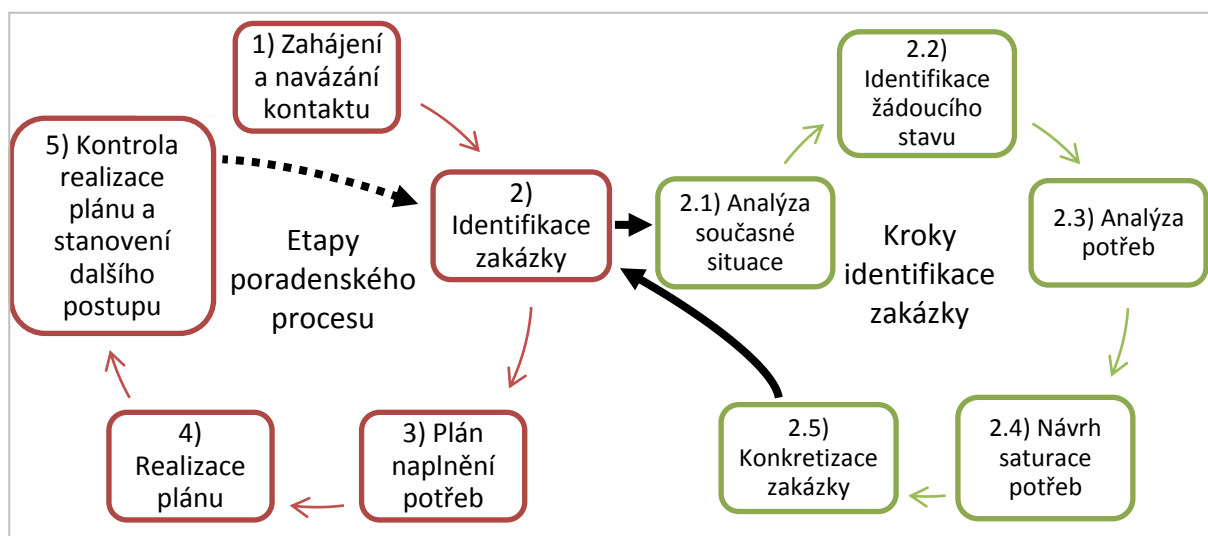 1) Zahájení
a navázání
kontaktu
5) Kontrola
realizace
plánu a
stanovení
dalšího
postupu
Etapy
poradenského
procesu
2)
Identifikace
zakázky
3) Plán
naplnění
potřeb
4)
Realizace
plánu
2.1) Analýza
současné
situace
2.2)
Identifikace
žádoucího
stavu
Kroky
identifikace
zakázky
2.3) Analýza
potřeb
2.4) Návrh
saturace
potřeb
2.5)
Konkretizace
zakázky